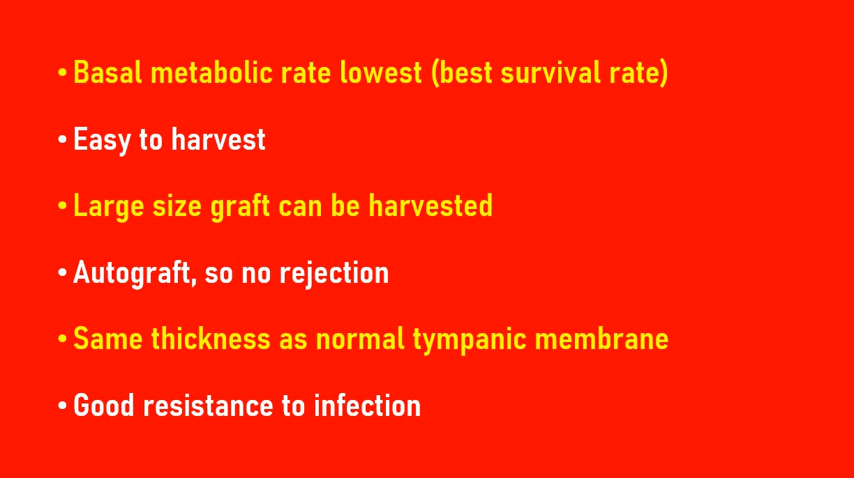 • Basal metabolic rate lowest (best survival rate)
• Easy to harvest
• Large size graft can be harvested
• Autograft, so no rejection
• Same thickness as normal tympanic membrane
• Good resistance to infection